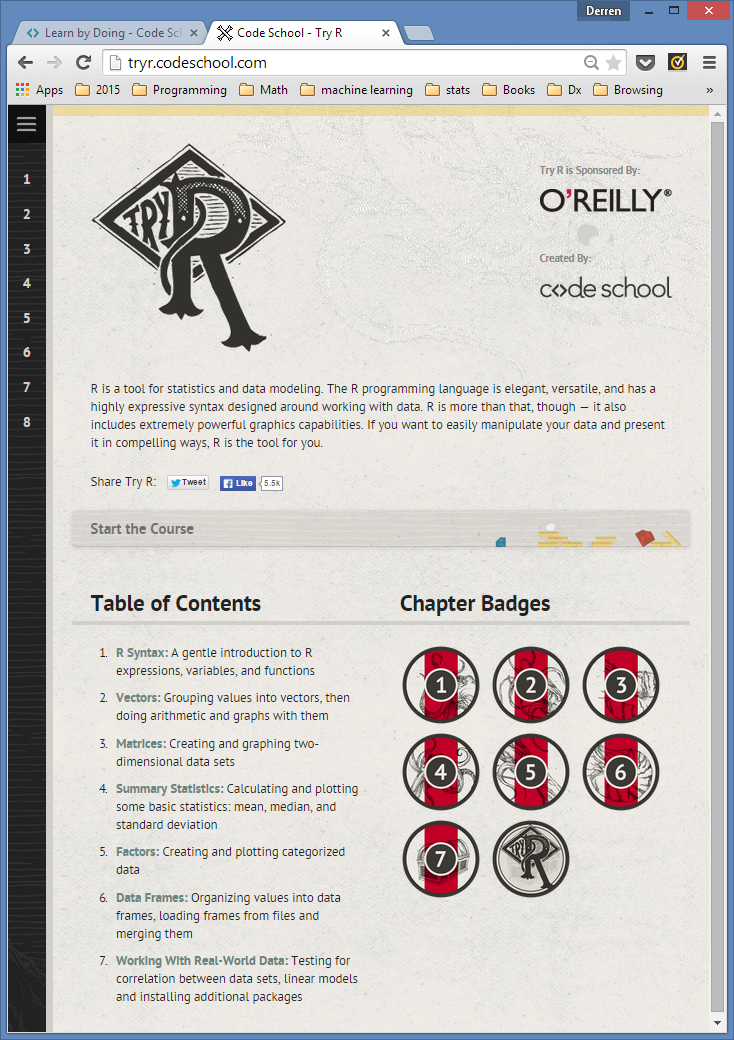 Derren
Learn by Doing - Code Sc
Code School - Try R
tryr.codeschool.com
Apps 2015 Programming Math machine learning stats Books Dx Browsing »
1
2
3
4
5
6
7
8
TRY R
Try R is Sponsored By:
O'REILLY®
Created By:
c<>de school
R is a tool for statistics and data modeling. The R programming language is elegant, versatile, and has a
highly expressive syntax designed around working with data. R is more than that, though — it also
includes extremely powerful graphics capabilities. If you want to easily manipulate your data and present
it in compelling ways, R is the tool for you.
Share Try R: Tweet Like 5.5k
Start the Course
Table of Contents
1. R Syntax: A gentle introduction to R
expressions, variables, and functions
2. Vectors: Grouping values into vectors, then
doing arithmetic and graphs with them
3. Matrices: Creating and graphing two-
dimensional data sets
4. Summary Statistics: Calculating and plotting
some basic statistics: mean, median, and
standard deviation
5. Factors: Creating and plotting categorized
data
6. Data Frames: Organizing values into data
frames, loading frames from files and
merging them
7. Working With Real-World Data: Testing for
correlation between data sets, linear models
and installing additional packages
Chapter Badges
1 2 3
4 5 6
7 TRY R